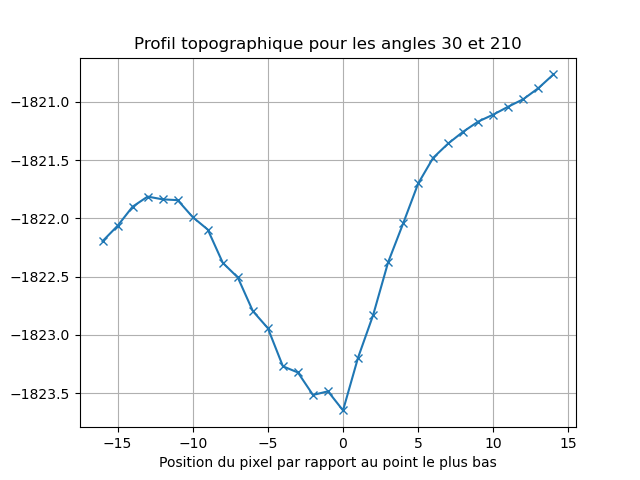 Profil topographique pour les angles 30 et 210
−1821.0
−1821.5
−1822.0
−1822.5
−1823.0
−1823.5
−15 −10 −5 0 5 10 15
Position du pixel par rapport au point le plus bas